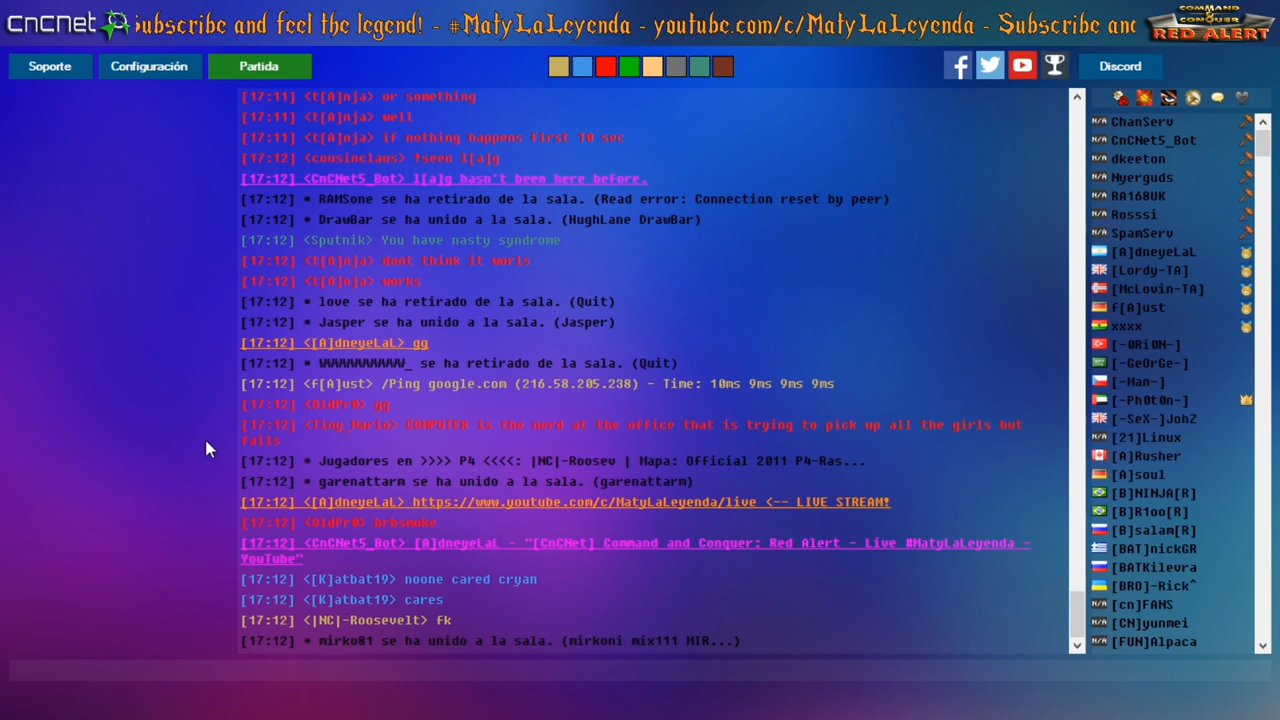 cncnet
Subscribe and feel the legend! - #MatyLaLeyenda - youtube.com/c/MatyLaLeyenda - Subscribe and
COMMAND & CONQUER
RED ALERT
Soporte
Configuración
Partida
Discord
[17:11] <t[A]nja> or something
[17:11] <t[A]nja> well
[17:11] <t[A]nja> if nothing happens first 10 sec
[17:12] <cousinclaus> !seen l[a]g
[17:12] <CnCNet5_Bot> l[a]g hasn't been here before.
[17:12] * RAMSone se ha retirado de la sala. (Read error: Connection reset by peer)
[17:12] * DrawBar se ha unido a la sala. (HughLane DrawBar)
[17:12] <Sputnik> You have nasty syndrome
[17:12] <t[A]nja> dont think it worls
[17:12] <t[A]nja> works
[17:12] * love se ha retirado de la sala. (Quit)
[17:12] * Jasper se ha unido a la sala. (Jasper)
[17:12] <[A]dneyeLaL> gg
[17:12] * WWWWWWWWWW_ se ha retirado de la sala. (Quit)
[17:12] <f[A]ust> /Ping google.com (216.58.205.238) - Time: 10ms 9ms 9ms 9ms
[17:12] <OldPr0> gg
[17:12] <fing_Mario> COMPUTER is the nerd at the office that is trying to pick up all the girls but
Fails
[17:12] * Jugadores en >>>> P4 <<<<: |NC|-Roosev | Mapa: Official 2011 P4-Ras...
[17:12] * garenattarm se ha unido a la sala. (garenattarm)
[17:12] <[A]dneyeLaL> https://www.youtube.com/c/MatyLaLeyenda/live <-- LIVE STREAM!
[17:12] <OldPr0> brbsmoke
[17:12] <CnCNet5_Bot> [A]dneyeLaL - "[CnCNet] Command and Conquer: Red Alert - Live #MatyLaLeyenda -
YouTube"
[17:12] <[K]atbat19> noone cared cryan
[17:12] <[K]atbat19> cares
[17:12] <|NC|-Roosevelt> fk
[17:12] * mirko81 se ha unido a la sala. (mirkoni mix111 MIR...)
N/A ChanServ
N/A CnCNet5_Bot
N/A dkeeton
N/A Nyerguds
N/A RA168UK
N/A Rosssi
N/A SpamServ
[A]dneyeLaL
[Lordy-TA]
[McLovin-TA]
f[A]ust
xxxx
[-0Ri0N-]
[-GeOrGe-]
[-Man-]
[-Ph0t0n-]
[-SeX-]JohZ
N/A [21]Linux
[A]Rusher
[A]soul
[B]NINJA[R]
[B]R1oo[R]
[B]salam[R]
[BAT]nickGR
[BATKilevra
[BRO]-Rick^
N/A [cn]FANS
N/A [CN]yunmei
N/A [FUN]Alpaca